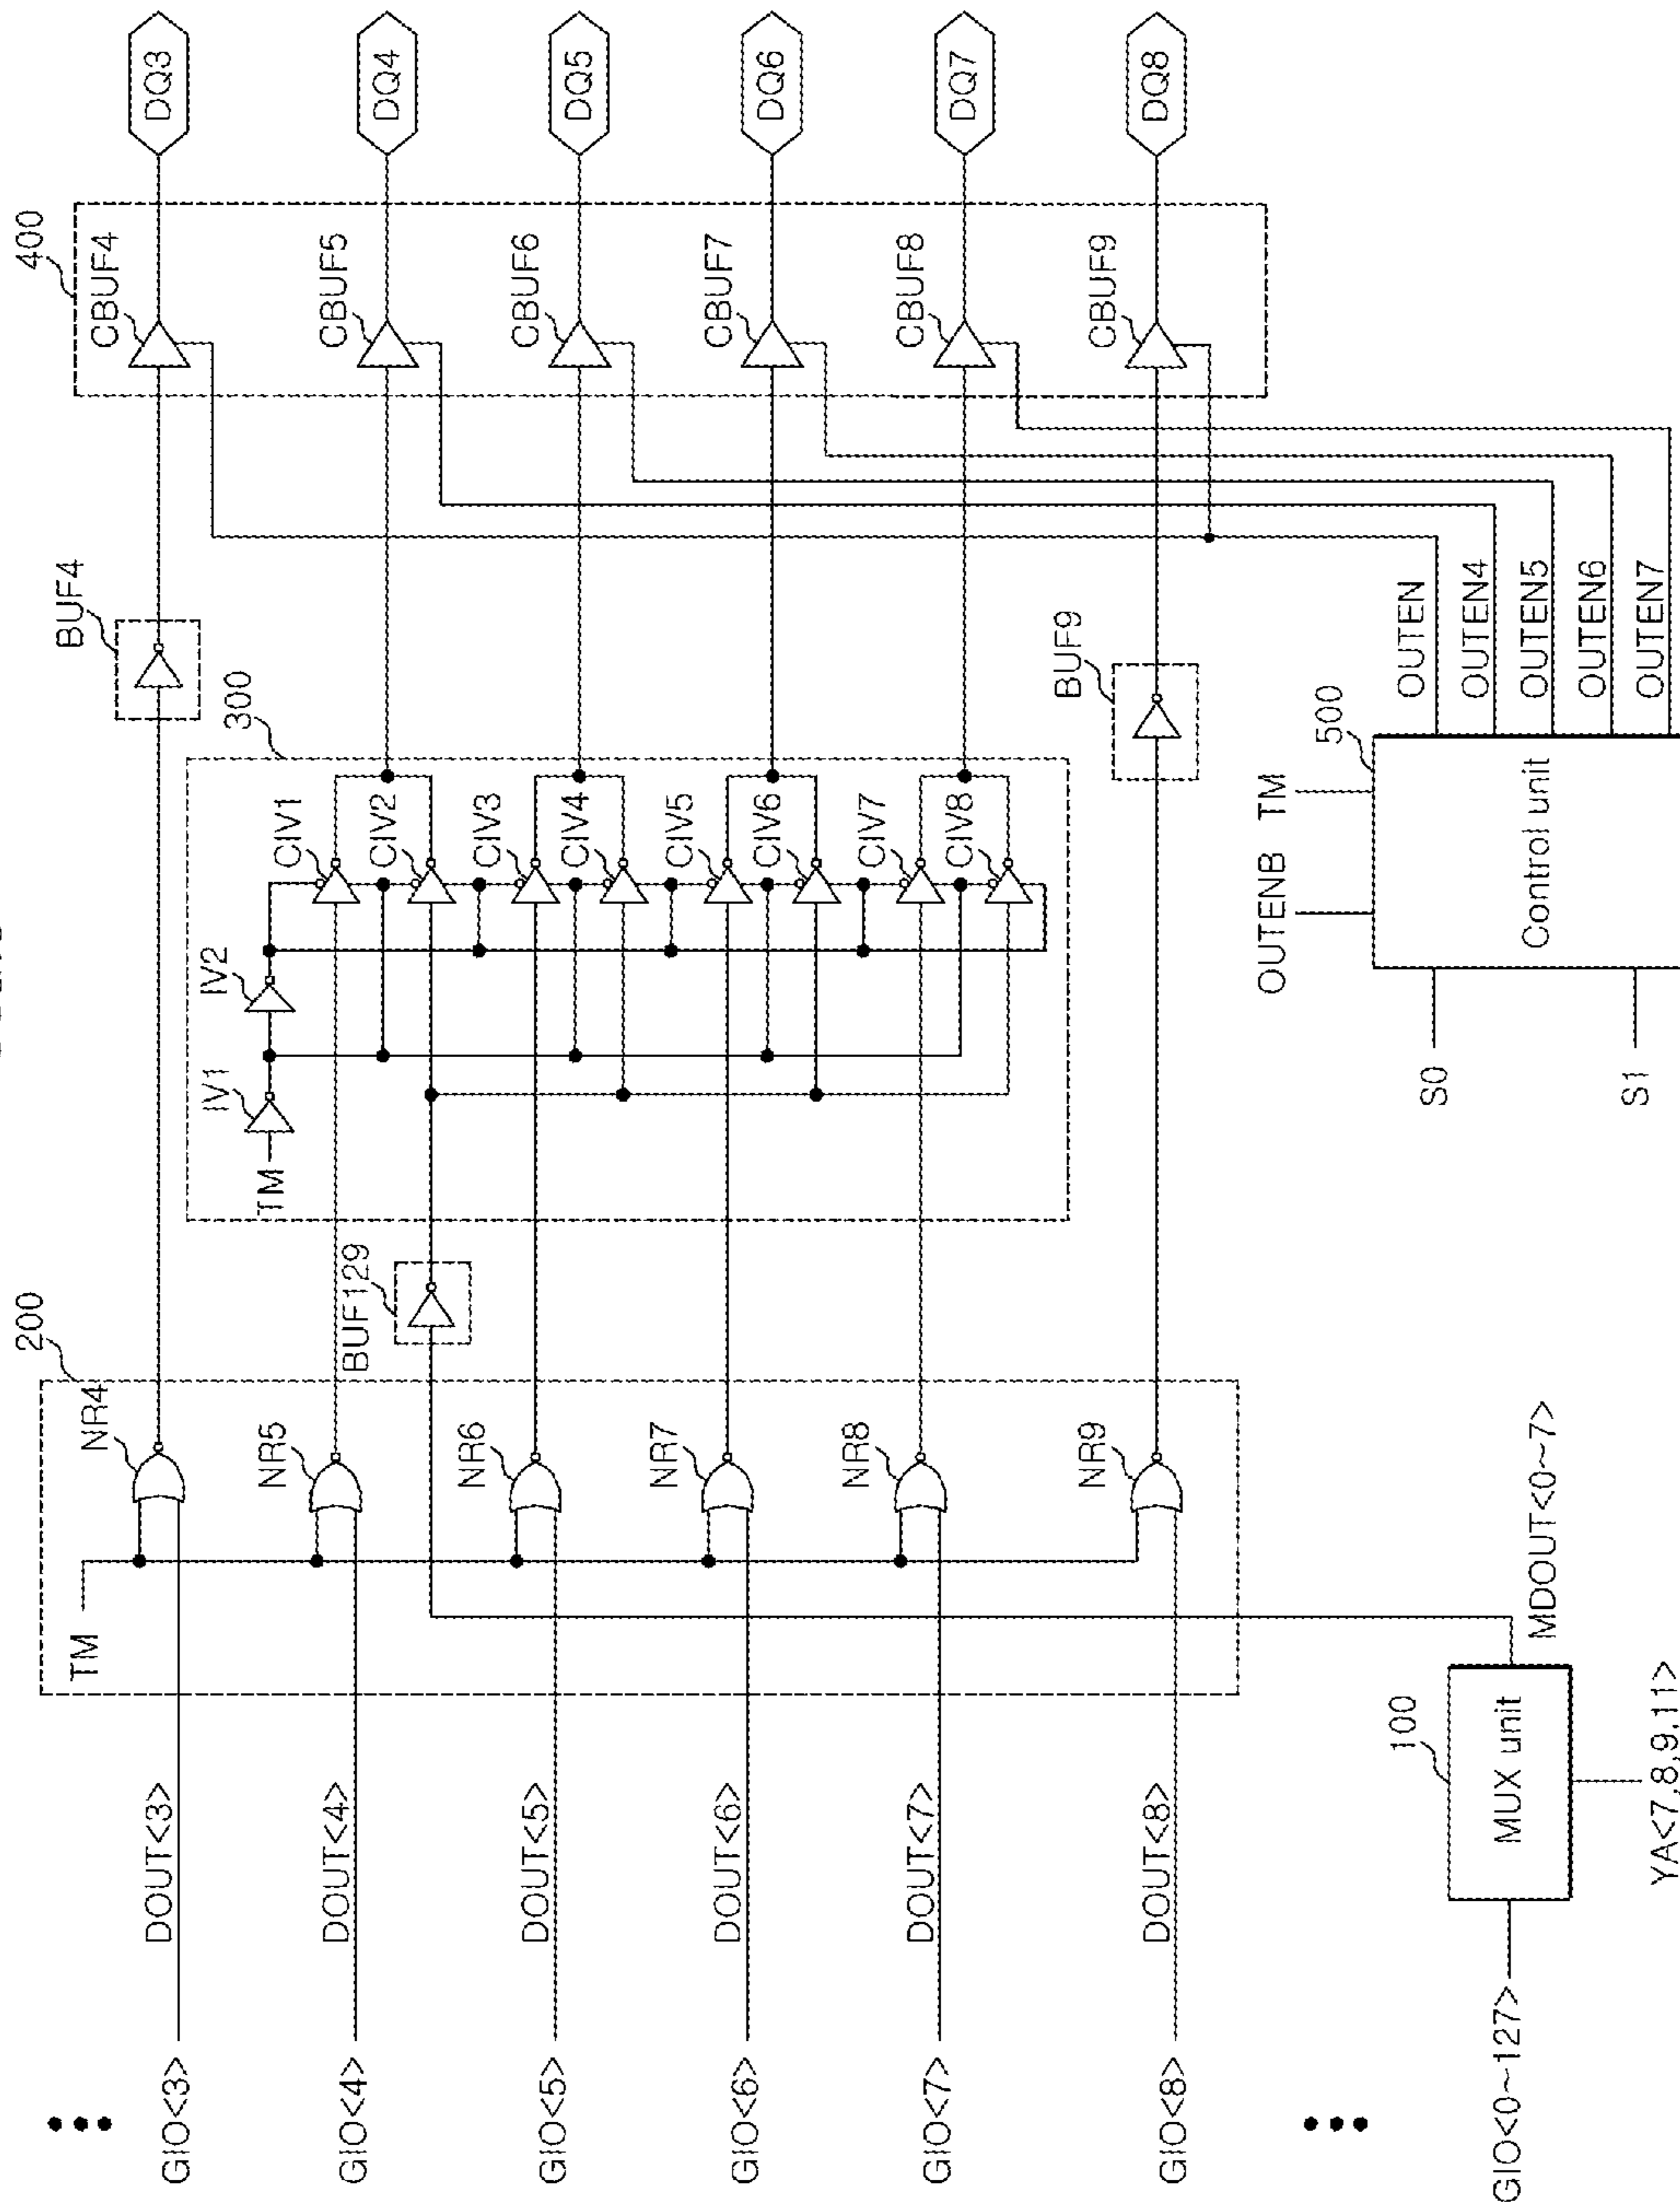 GIO<3>
DOUT<3>
TM
NR4
200
BUF4
CBUF4
400
DQ3
GIO<4>
DOUT<4>
NR5
TM
IV1
IV2
CIV1
300
CBUF5
DQ4
BUF129
CIV2
GIO<5>
DOUT<5>
NR6
CIV3
CBUF6
DQ5
CIV4
GIO<6>
DOUT<6>
NR7
CIV5
CBUF7
DQ6
CIV6
GIO<7>
DOUT<7>
NR8
CIV7
CBUF8
DQ7
CIV8
GIO<8>
DOUT<8>
NR9
BUF9
CBUF9
DQ8
GIO<0~127>
100
MUX unit
MDOUT<0~7>
YA<7,8,9,11>
OUTENB
TM
500
S0
S1
Control unit
OUTEN
OUTEN4
OUTEN5
OUTEN6
OUTEN7